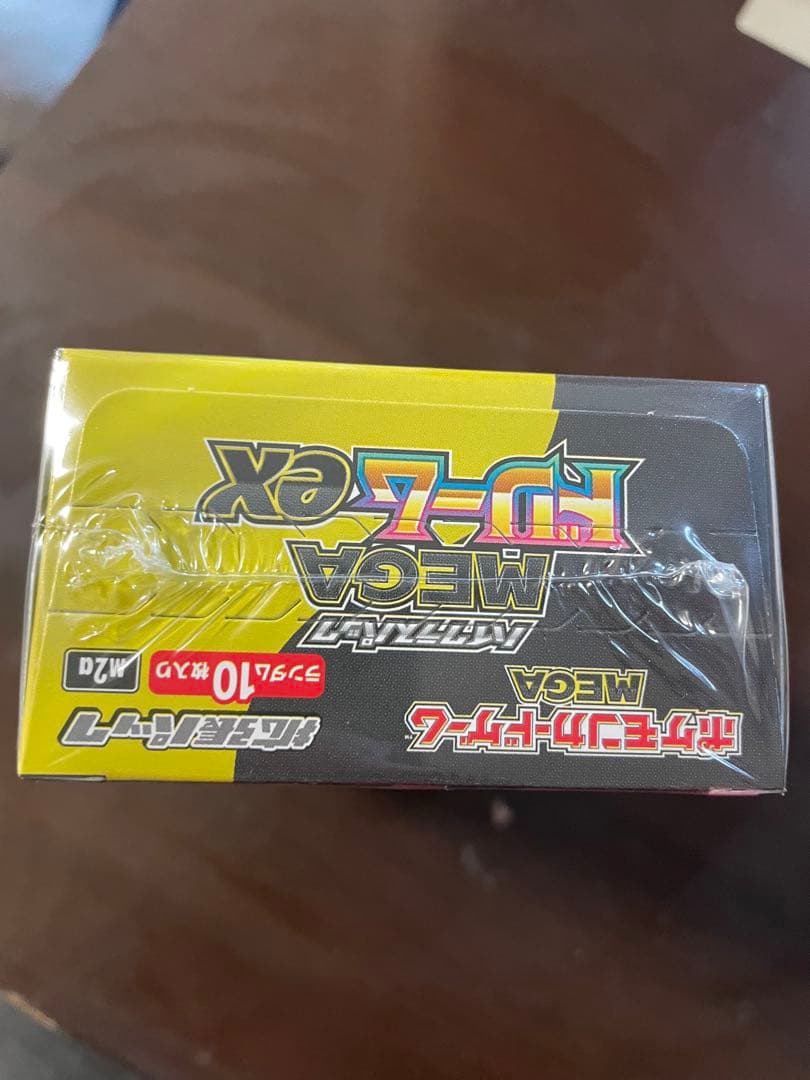 ポケモンカードゲーム™
MEGA
拡張パック
ランダム10枚入り
M2a
ハイクラスパック
MEGA
ドリームex